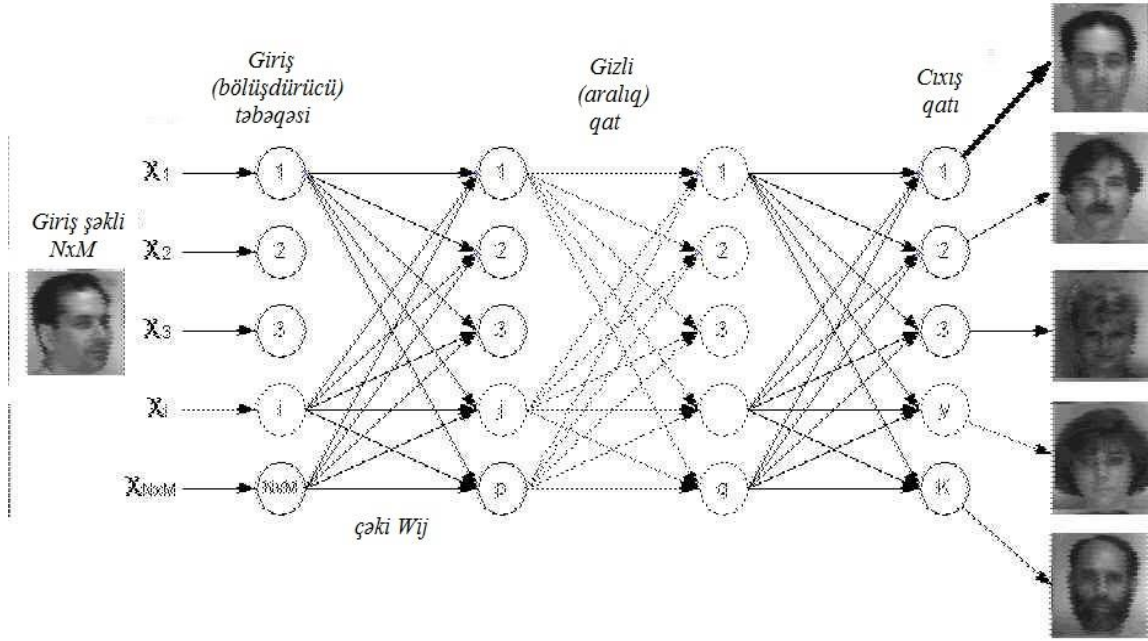 Giriş
(bölüşdürücü)
təbəqəsi
Gizli
(aralıq)
qat
Cıxış
qatı
Giriş şəkli
NxM
X1
X2
X3
Xi
XNxM
1
2
3
i
NxM
1
2
3
j
p
1
2
3
q
1
2
3
y
K
çəki Wij